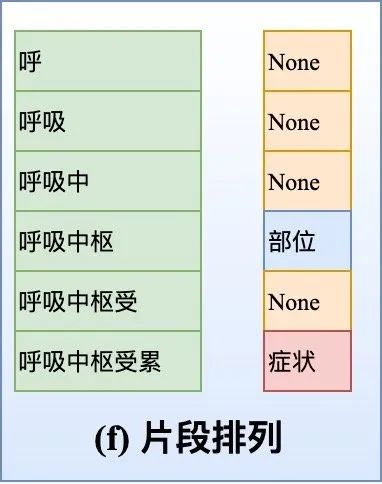 呼 None
呼吸 None
呼吸中 None
呼吸中枢 部位
呼吸中枢受 None
呼吸中枢受累 症状
(f) 片段排列